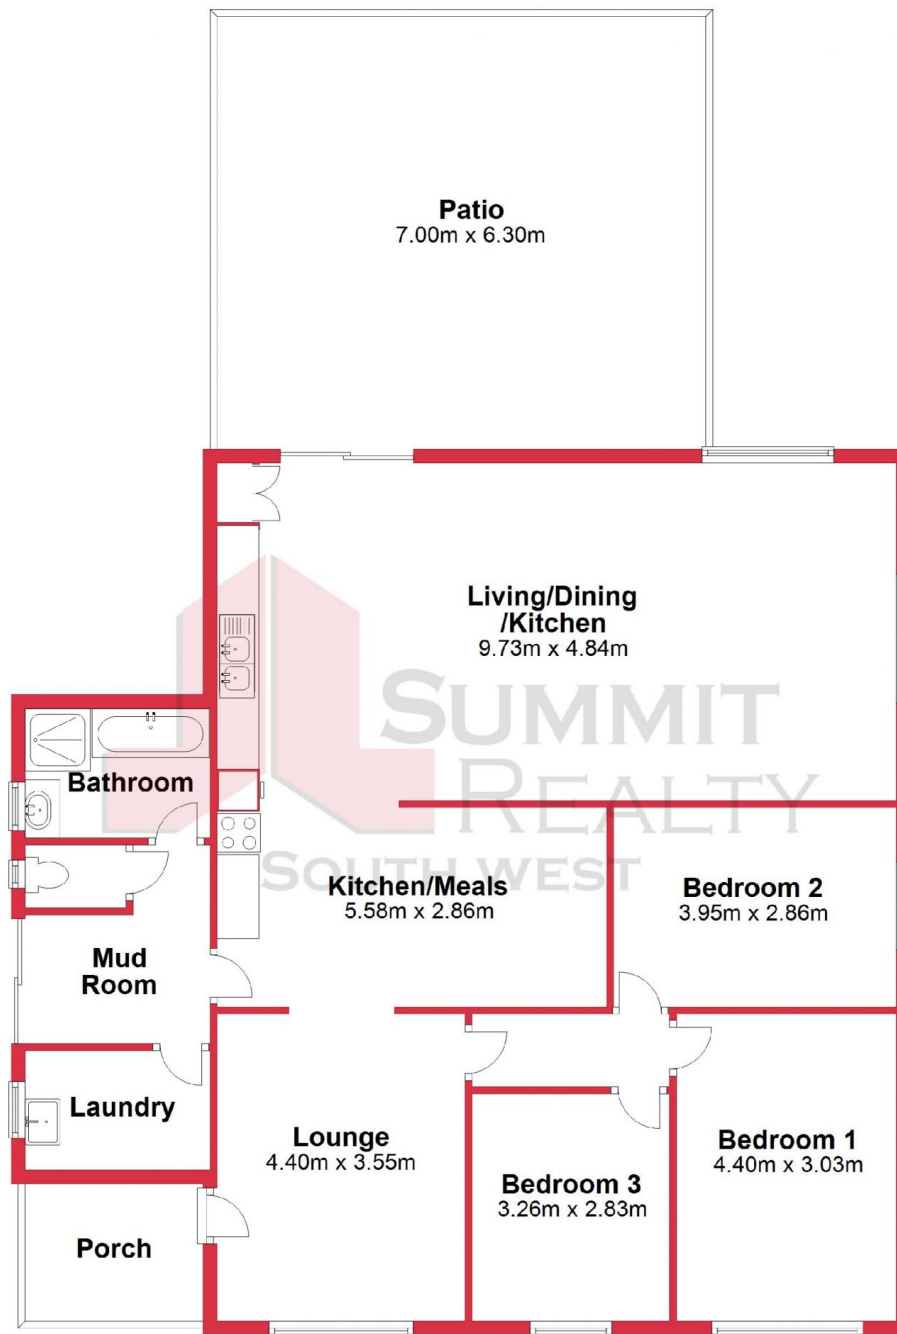 Patio
7.00m x 6.30m
Living/Dining
/Kitchen
9.73m x 4.84m
SUMMIT
REALTY
SOUTH WEST
Bathroom
Kitchen/Meals
5.58m x 2.86m
Bedroom 2
3.95m x 2.86m
Mud
Room
Laundry
Lounge
4.40m x 3.55m
Bedroom 1
4.40m x 3.03m
Bedroom 3
3.26m x 2.83m
Porch